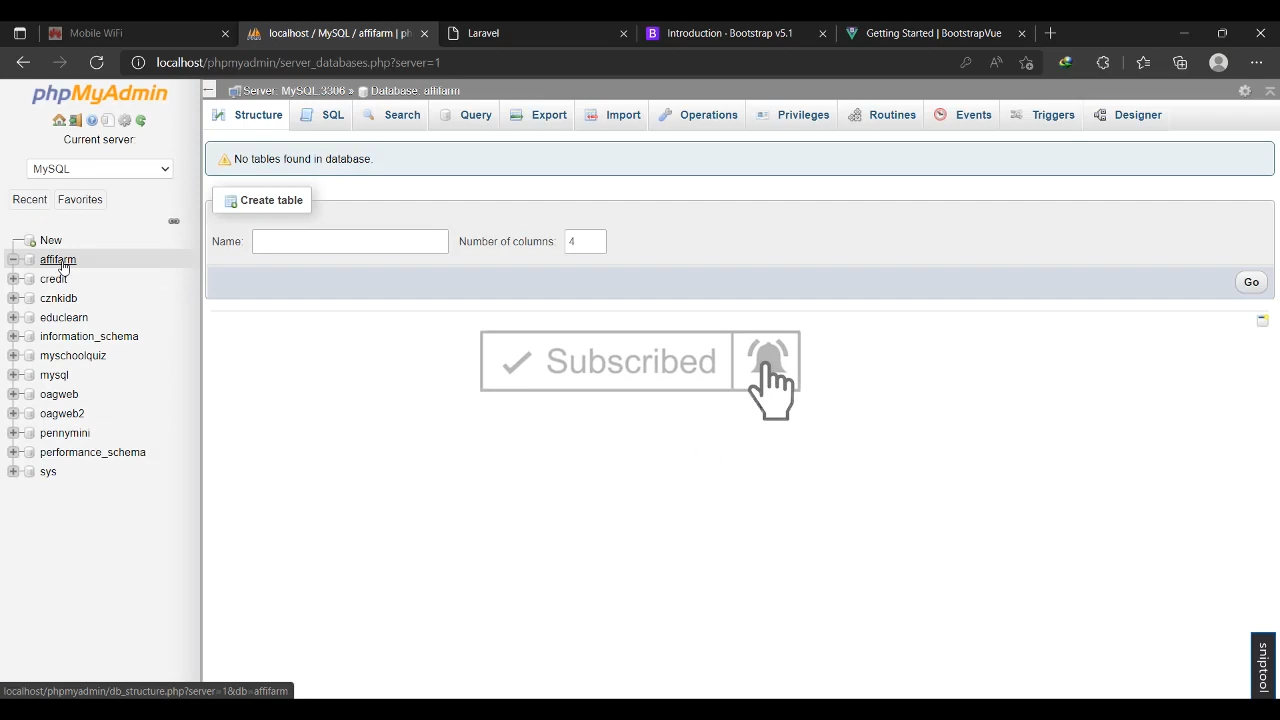 Mobile WiFi
localhost / MySQL / affifarm | ph
Laravel
Introduction · Bootstrap v5.1
Getting Started | BootstrapVue
localhost/phpmyadmin/server_databases.php?server=1
phpMyAdmin
Current server:
MySQL
Recent
Favorites
New
affifarm
credit
cznkidb
educlearn
information_schema
myschoolquiz
mysql
oagweb
oagweb2
pennymini
performance_schema
sys
localhost/phpmyadmin/db_structure.php?server=1&db=affifarm
Server: MySQL:3306 » Database: affifarm
Structure
SQL
Search
Query
Export
Import
Operations
Privileges
Routines
Events
Triggers
Designer
No tables found in database.
Create table
Name:
Number of columns:
4
Go
Subscribed
sniptool